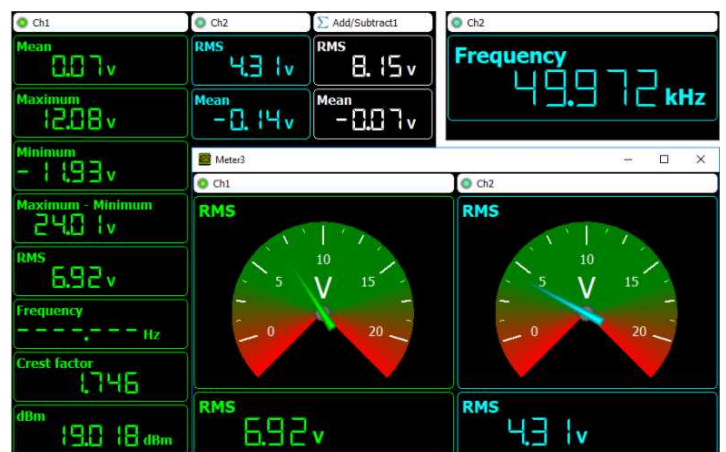 Ch1
Mean
0.07 V
Maximum
12.08 V
Minimum
- 11.93 V
Maximum - Minimum
24.01 V
RMS
6.92 V
Frequency
-----.--- Hz
Crest factor
1.746
dBm
19.018 dBm
Ch2
RMS
4.31 V
Mean
- 0.14 V
Σ Add/Subtract1
RMS
8.15 V
Mean
- 0.07 V
Ch2
Frequency
49.972 kHz
Meter3
Ch1
RMS
0 5 10 15 20
V
RMS
6.92 V
Ch2
RMS
0 5 10 15 20
V
RMS
4.31 V